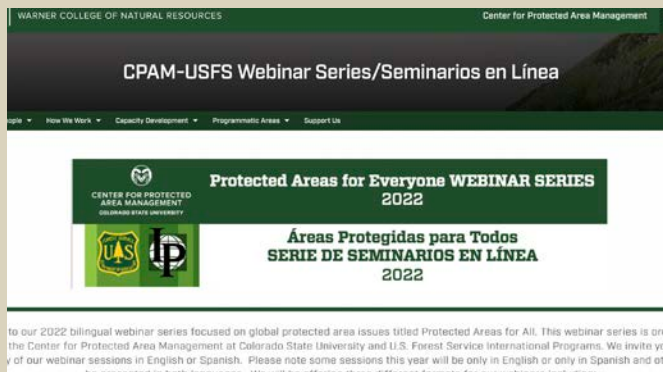 WARNER COLLEGE OF NATURAL RESOURCES
Center for Protected Area Management
CPAM-USFS Webinar Series/Seminarios en Línea
How We Work
Capacity Development
Programmatic Areas
Support Us
CENTER FOR PROTECTED
AREA MANAGEMENT
COLORADO STATE UNIVERSITY
Protected Areas for Everyone WEBINAR SERIES
2022
UAS
IP
Áreas Protegidas para Todos
SERIE DE SEMINARIOS EN LÍNEA
2022
to our 2022 bilingual webinar series focused on global protected area issues titled Protected Areas for All. This webinar series is
the Center for Protected Area Management at Colorado State University and U.S. Forest Service International Programs. We invite
of our webinar sessions in English or Spanish. Please note some sessions this year will be only in English or only in Spanish and